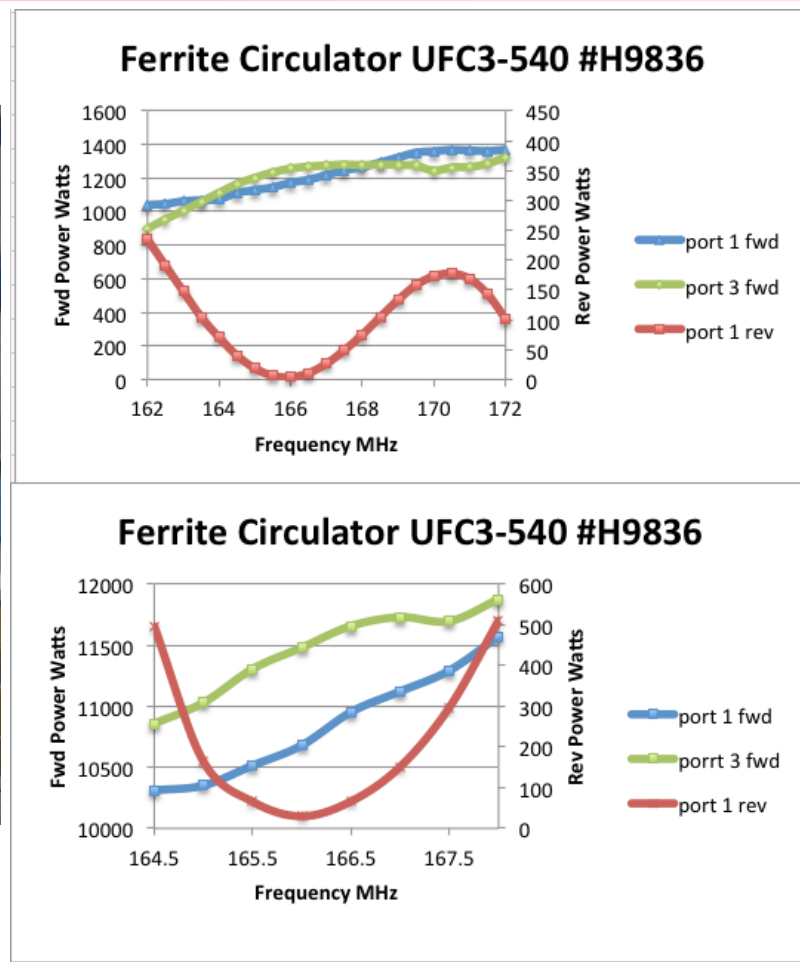 Ferrite Circulator UFC3-540 #H9836
1600
1400
1200
1000
800
600
400
200
0
Fwd Power Watts
450
400
350
300
250
200
150
100
50
0
Rev Power Watts
162
164
166
168
170
172
Frequency MHz
port 1 fwd
port 3 fwd
port 1 rev
Ferrite Circulator UFC3-540 #H9836
12000
11500
11000
10500
10000
Fwd Power Watts
600
500
400
300
200
100
0
Rev Power Watts
164.5
165.5
166.5
167.5
Frequency MHz
port 1 fwd
porrt 3 fwd
port 1 rev